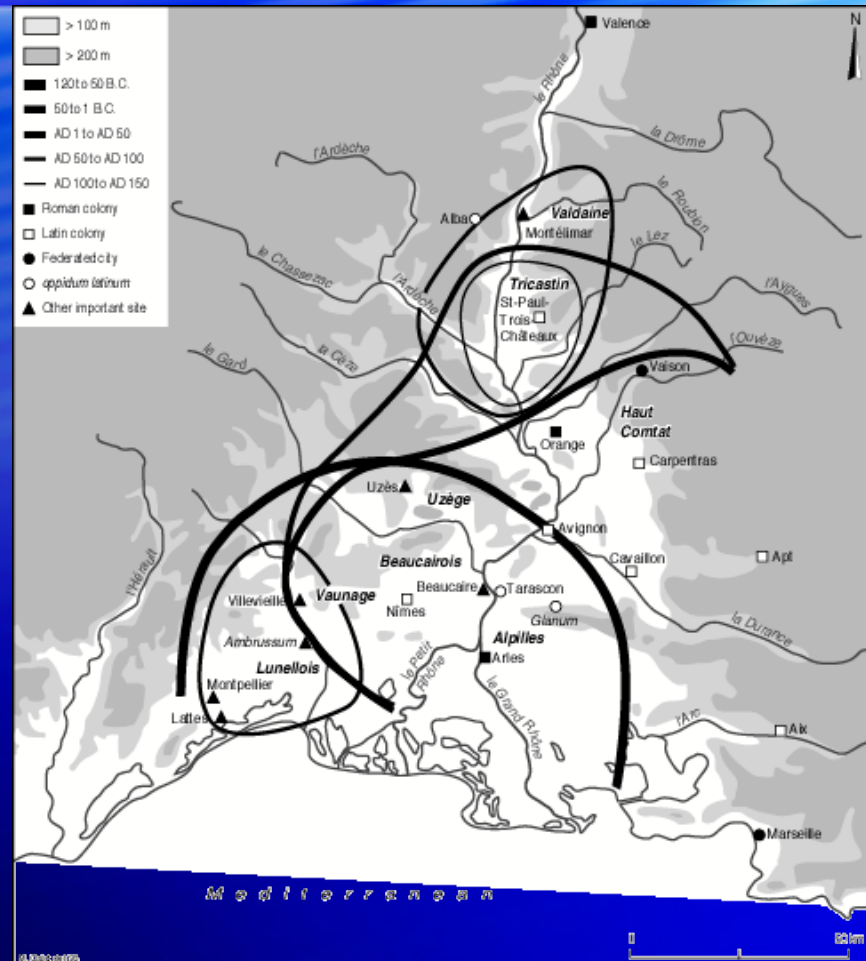 > 100 m
> 200 m
120 to 50 B.C.
50 to 1 B.C.
AD 1 to AD 50
AD 50 to AD 100
AD 100 to AD 150
Roman colony
Latin colony
Federated city
oppidum latinum
Other important site
N
Valence
le Rhône
la Drôme
l'Ardèche
le Roubion
Alba
Valdaine
Montélimar
le Lez
le Chassezac
l'Ardèche
Tricastin
St-Paul-
Trois-
Châteaux
l'Aygues
l'Ouvèze
le Gard
la Cèze
Vaison
Haut
Comtat
Orange
Carpentras
Uzès
Uzège
Avignon
l'Hérault
Beaucairois
Cavaillon
Apt
Villevieille
Vaunage
Nîmes
Beaucaire
Tarascon
Glanum
la Durance
Ambrussum
Lunellois
le Petit
Rhône
Alpilles
Arles
Montpellier
Lattes
le Grand Rhône
l'Arc
Aix
Marseille
Mediterranean
0
50 km